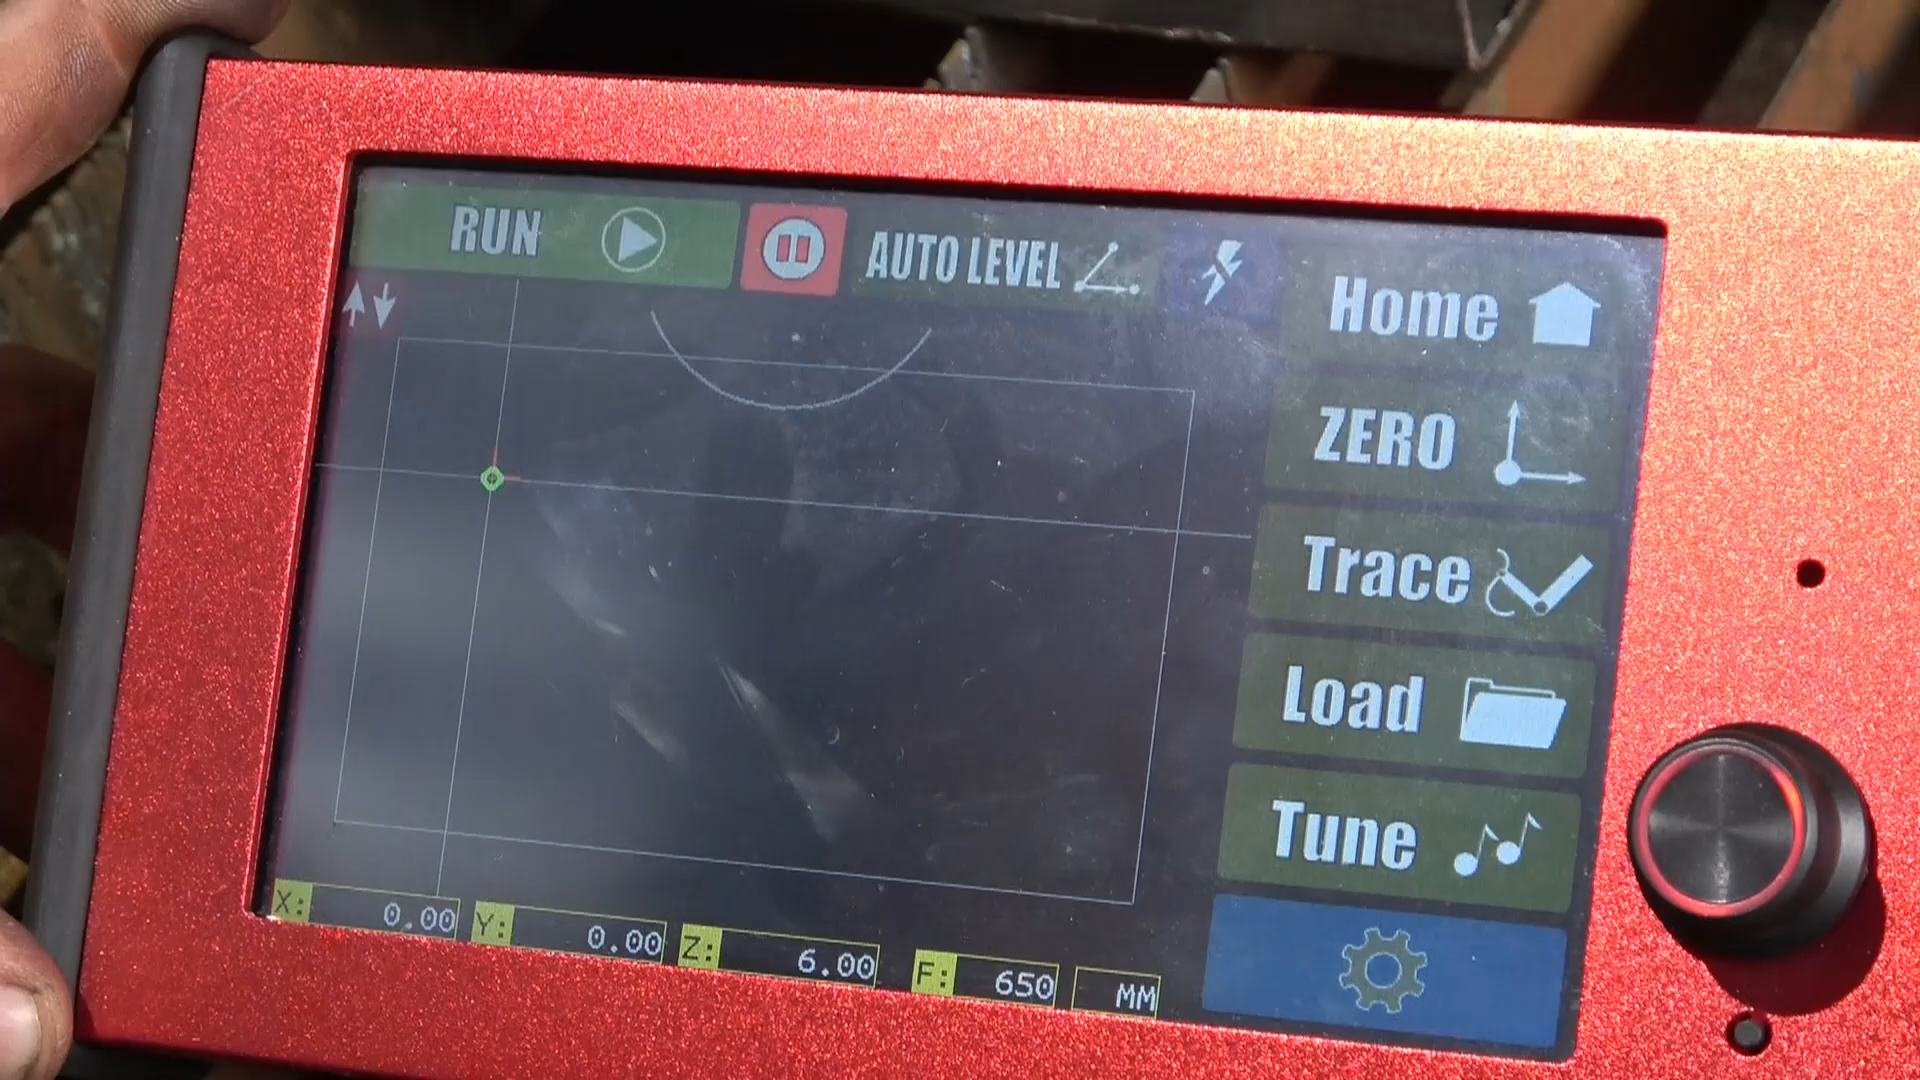 RUN
AUTO LEVEL
Home
ZERO
Trace
Load
Tune
X: 0.00 Y: 0.00 Z: 6.00 F: 650 MM